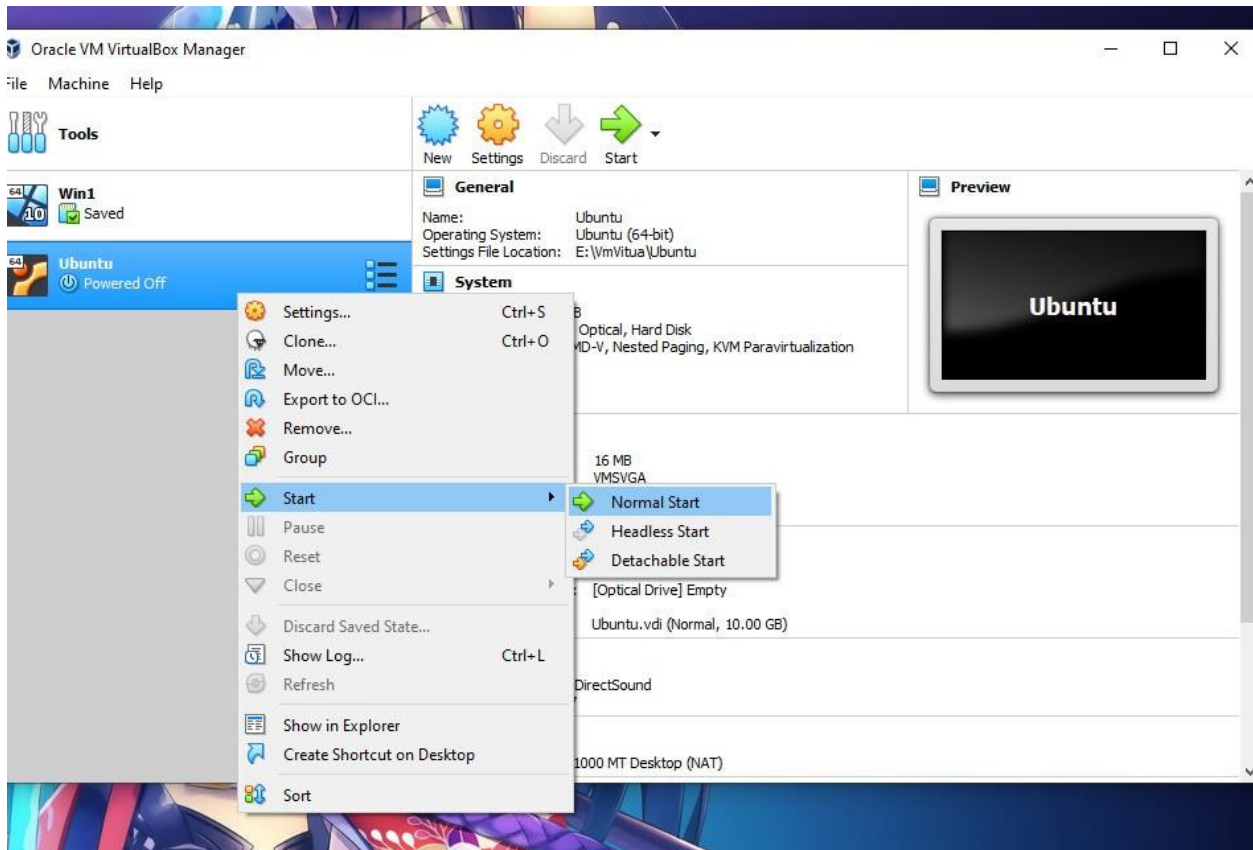 Oracle VM VirtualBox Manager
File Machine Help
Tools
New Settings Discard Start
64
10
Win1
Saved
64
Ubuntu
Powered Off
General
Name: Ubuntu
Operating System: Ubuntu (64-bit)
Settings File Location: E:\VmVitua\Ubuntu
System
B
Optical, Hard Disk
MD-V, Nested Paging, KVM Paravirtualization
16 MB
VMSVGA
[Optical Drive] Empty
Ubuntu.vdi (Normal, 10.00 GB)
DirectSound
1000 MT Desktop (NAT)
Preview
Ubuntu
Settings... Ctrl+S
Clone... Ctrl+O
Move...
Export to OCI...
Remove...
Group
Start
Pause
Reset
Close
Discard Saved State...
Show Log... Ctrl+L
Refresh
Show in Explorer
Create Shortcut on Desktop
Sort
Normal Start
Headless Start
Detachable Start